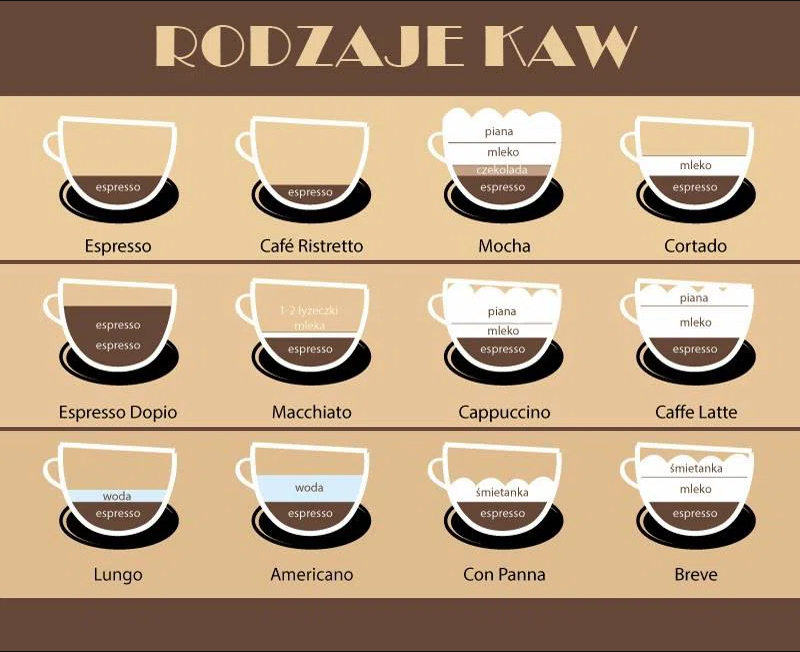 RODZAJE KAW
espresso
Espresso
espresso
Café Ristretto
piana
mleko
czekolada
espresso
Mocha
mleko
espresso
Cortado
espresso
espresso
Espresso Dopio
1-2 łyżeczki
mleka
espresso
Macchiato
piana
mleko
espresso
Cappuccino
piana
mleko
espresso
Caffe Latte
woda
espresso
Lungo
woda
espresso
Americano
śmietanka
espresso
Con Panna
śmietanka
mleko
espresso
Breve